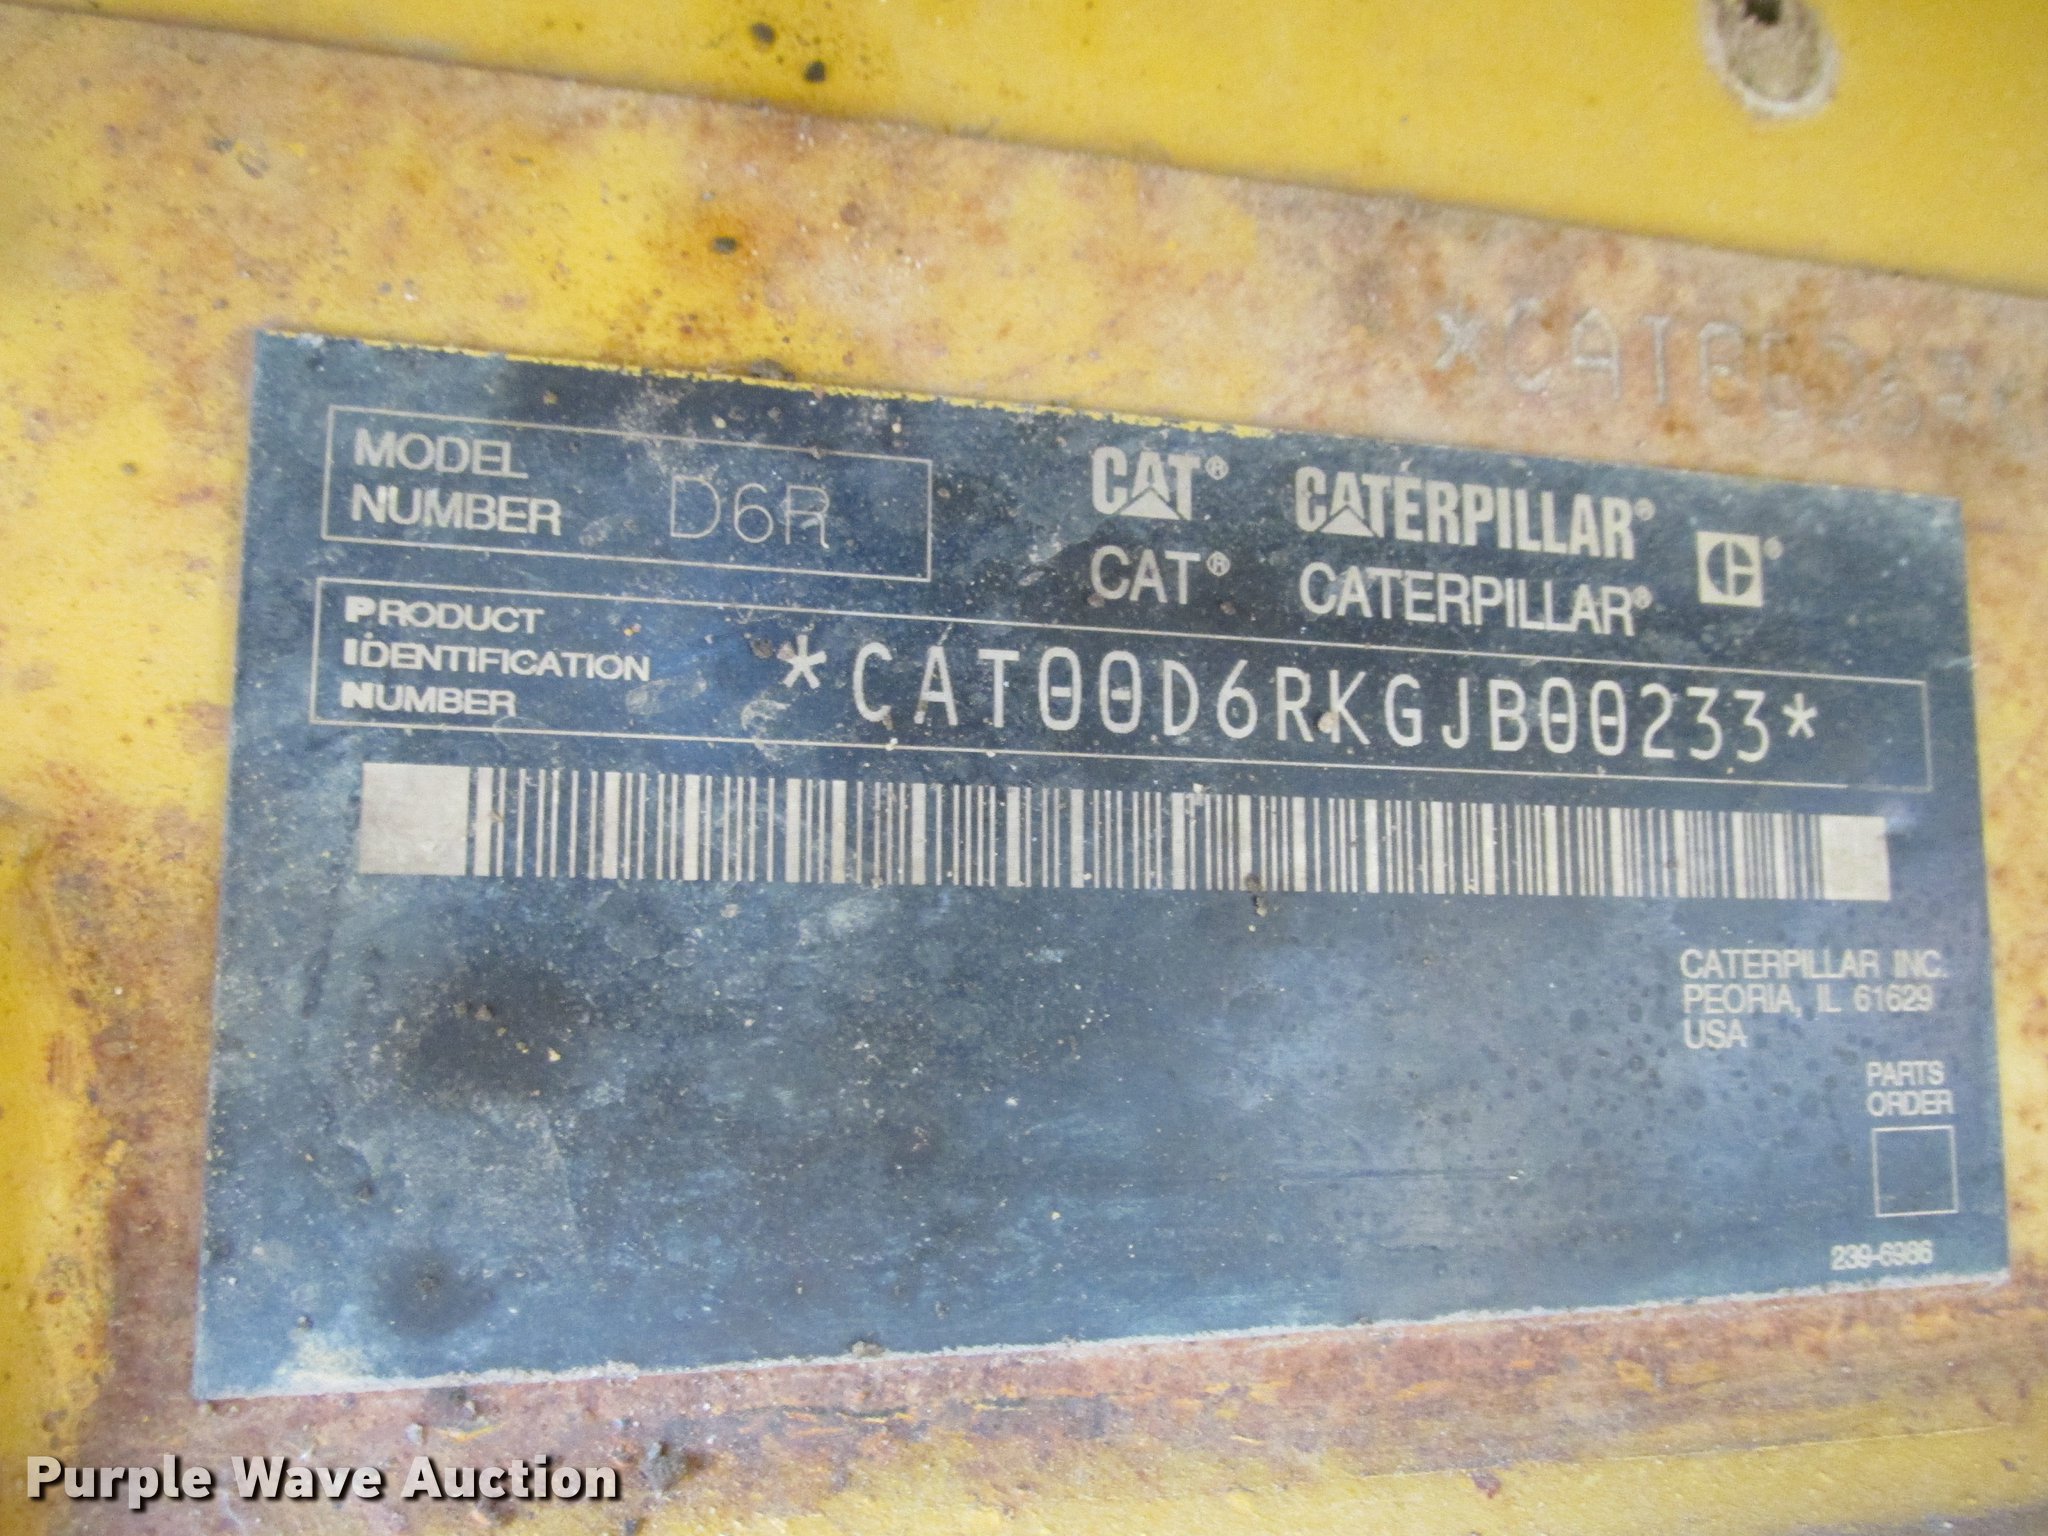 MODEL
NUMBER D6R
CAT® CATERPILLAR®
CAT® CATERPILLAR®
PRODUCT
IDENTIFICATION
NUMBER
*CAT00D6RKGJB00233*
CATERPILLAR INC.
PEORIA, IL 61629
USA
PARTS
ORDER
239-6986
Purple Wave Auction